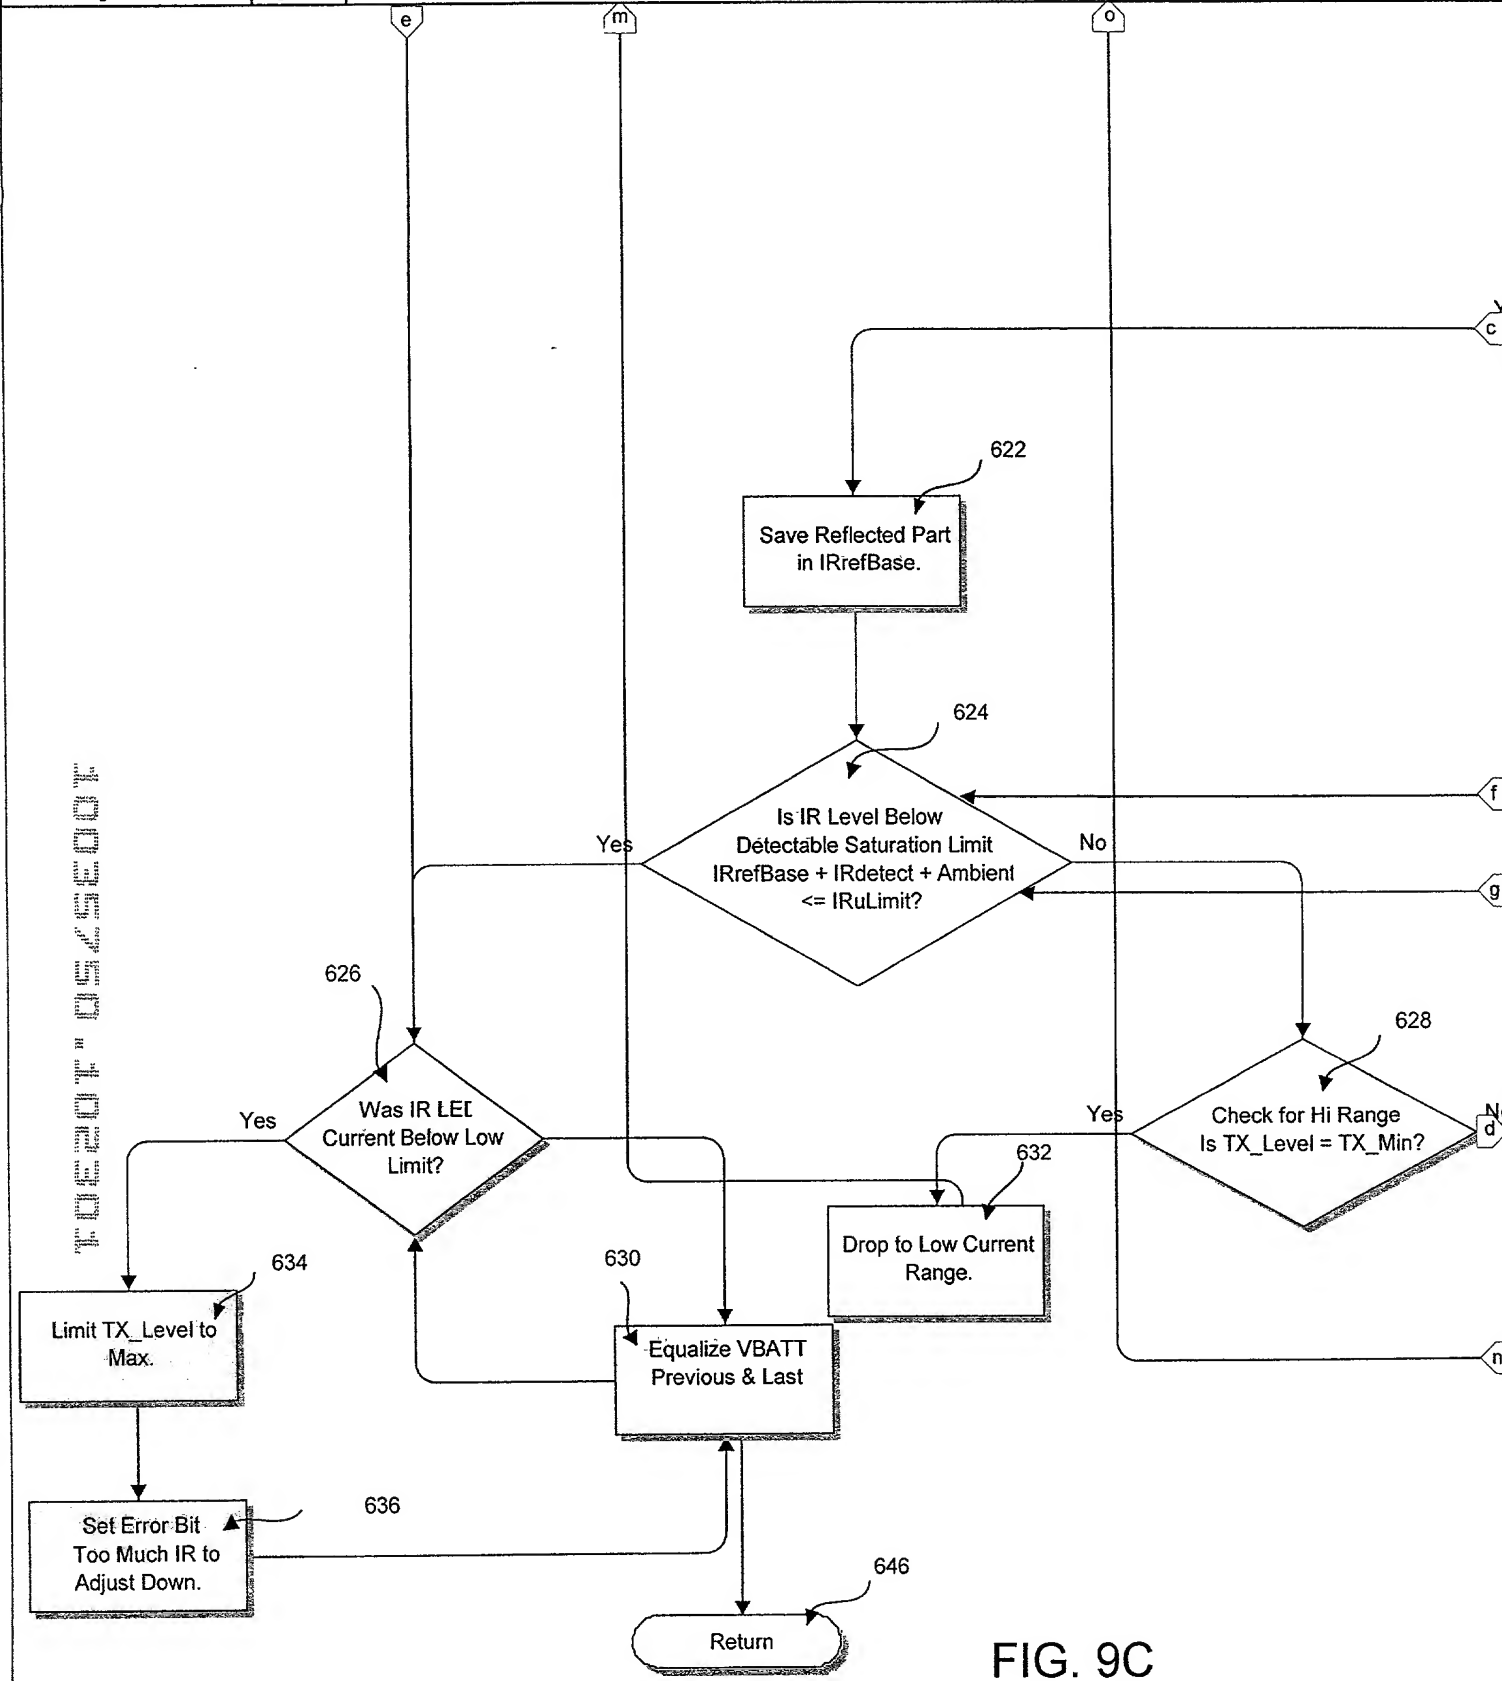 e
m
o
c
622
Save Reflected Part
in IRrefBase.
624
f
Is IR Level Below
Detectable Saturation Limit
IRrefBase + IRdetect + Ambient
<= IRuLimit?
Yes
No
g
626
628
Was IR LED
Current Below Low
Limit?
Yes
Check for Hi Range
Is TX_Level = TX_Min?
Yes
d
632
Drop to Low Current
Range.
634
630
Limit TX_Level to
Max.
Equalize VBATT
Previous & Last
n
636
Set Error Bit
Too Much IR to
Adjust Down.
646
Return
FIG. 9C